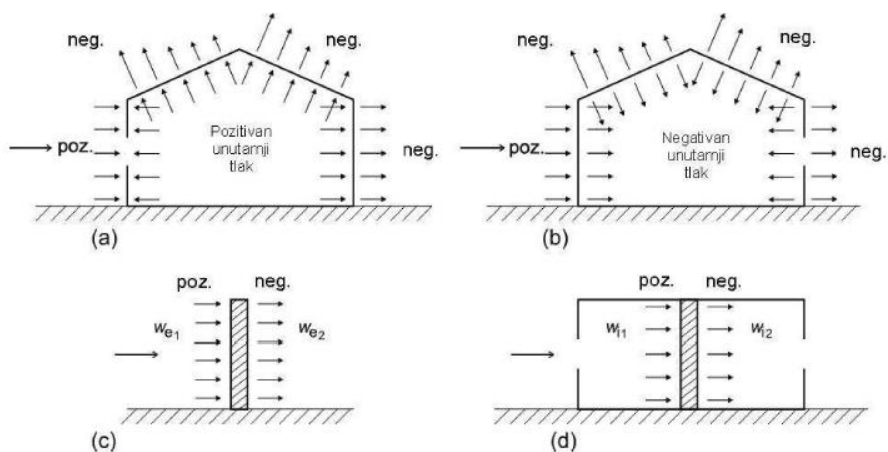 neg.
neg.
poz.
Pozitivan
unutarnji
tlak
neg.
(a)
neg.
neg.
poz.
Negativan
unutarnji
tlak
neg.
(b)
poz.
neg.
we1
we2
(c)
poz.
neg.
wi1
wi2
(d)